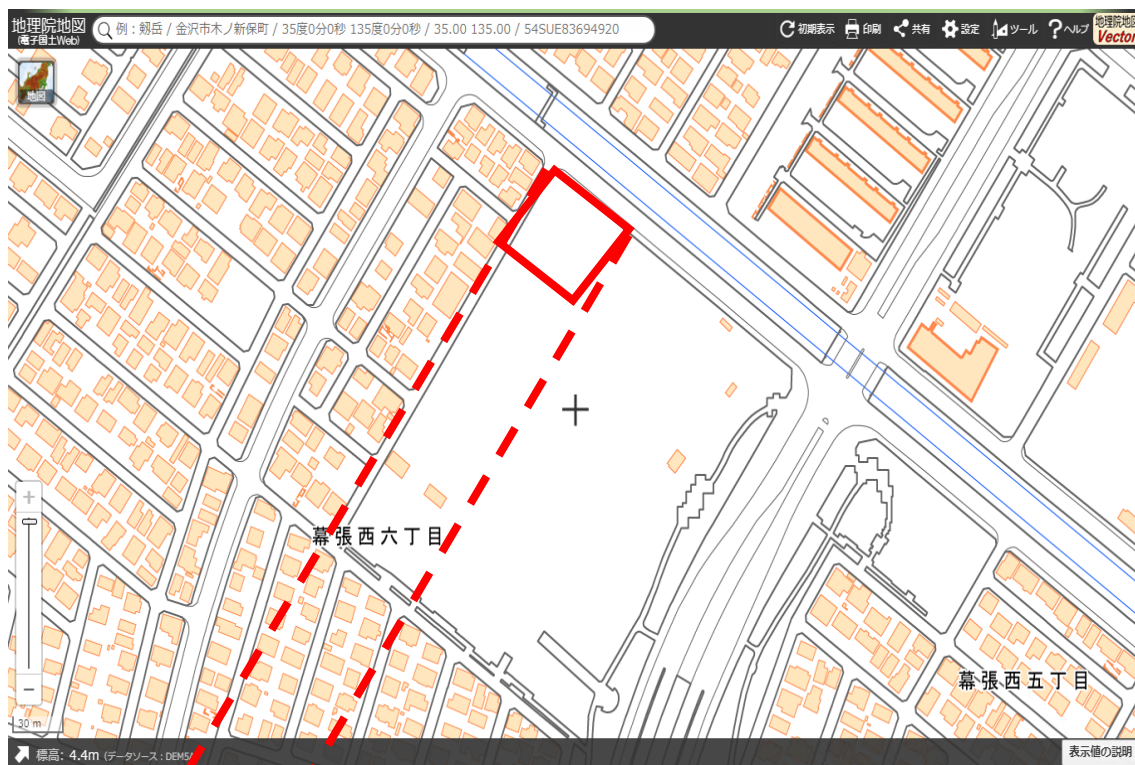 地理院地図
(電子国土Web)
例：剱岳 / 金沢市木ノ新保町 / 35度0分0秒 135度0分0秒 / 35.00 135.00 / 54SUE83694920
初期表示
印刷
共有
設定
ツール
ヘルプ
地理院地図
Vector
地図
幕張西六丁目
幕張西五丁目
+
−
30 m
標高: 4.4m (データソース：DEM5A
表示値の説明